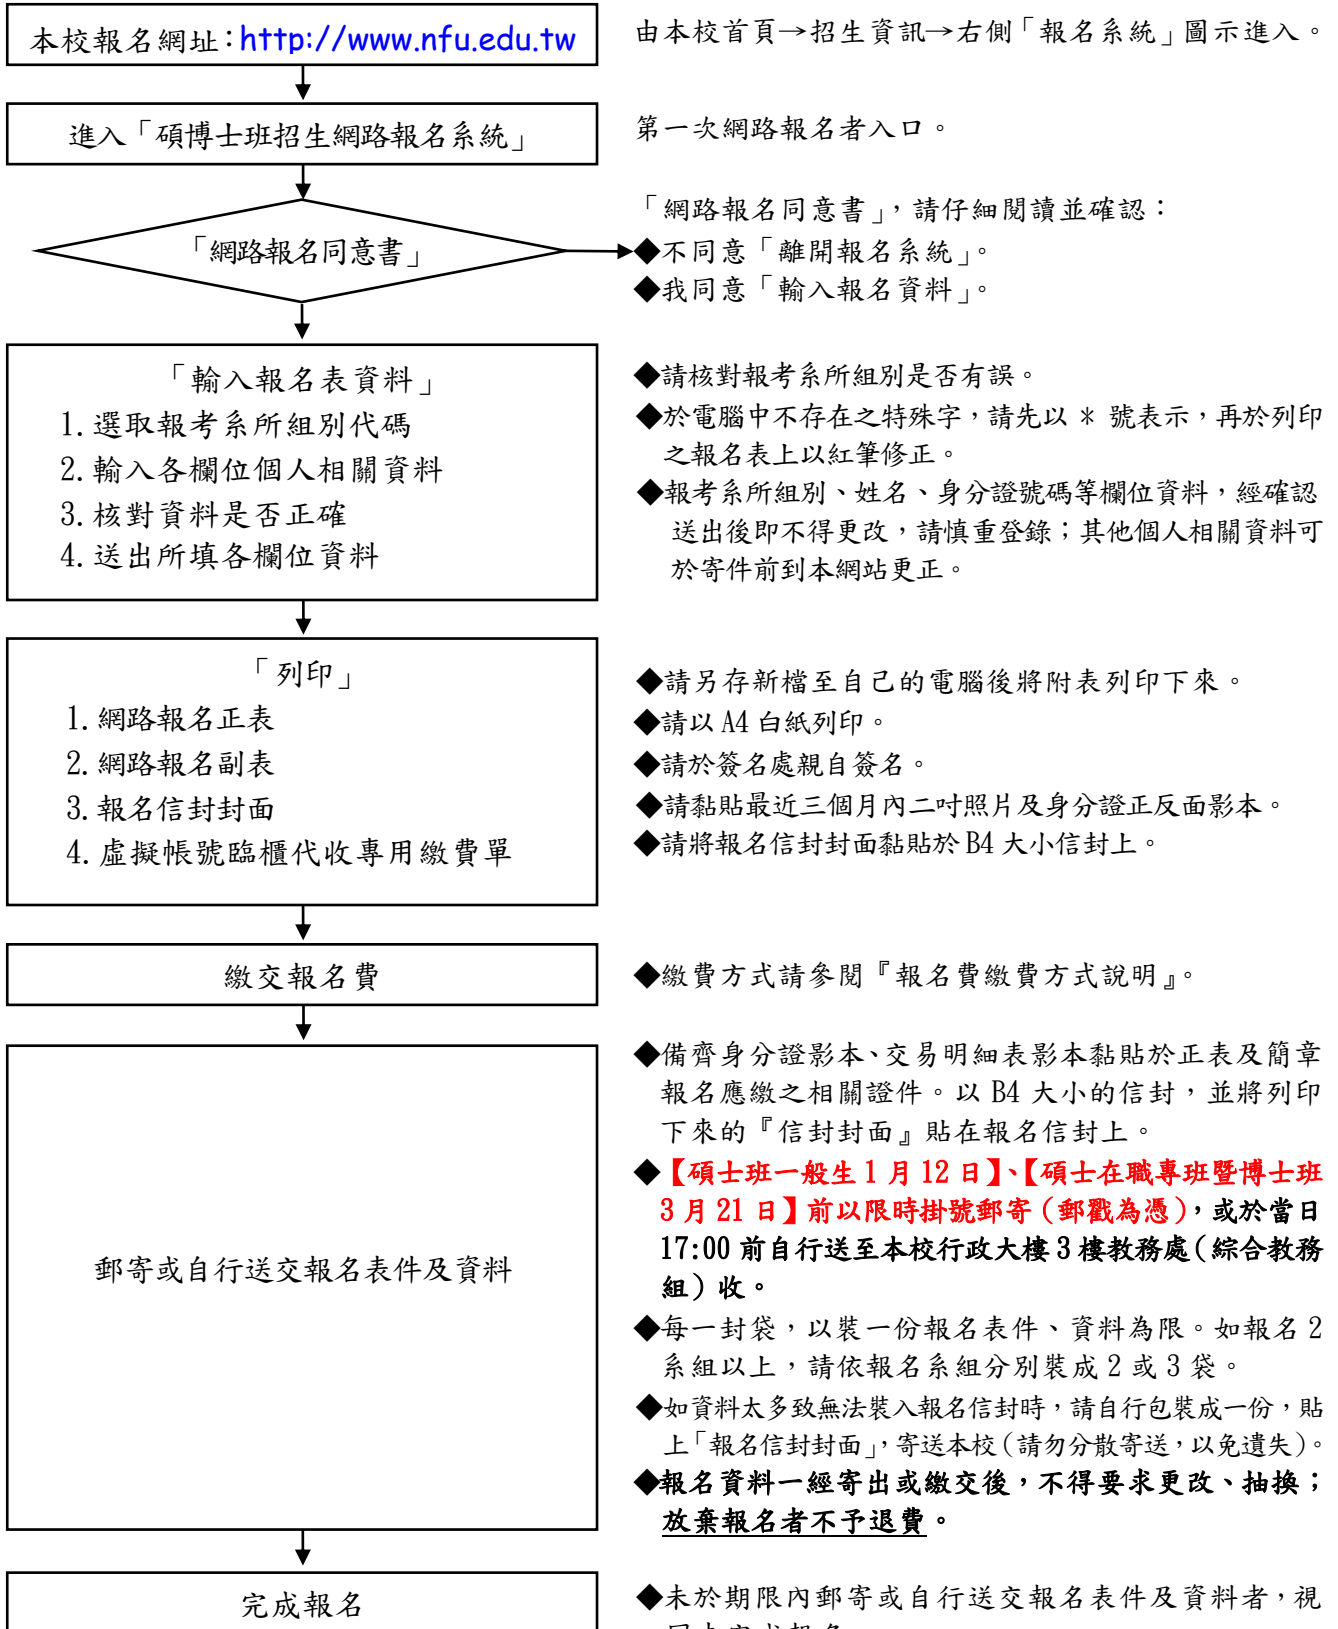 本校報名網址：http://www.nfu.edu.tw
由本校首頁→招生資訊→右側「報名系統」圖示進入。
進入「碩博士班招生網路報名系統」
第一次網路報名者入口。
「網路報名同意書」
「網路報名同意書」，請仔細閱讀並確認：
◆不同意「離開報名系統」。
◆我同意「輸入報名資料」。
「輸入報名表資料」
1.選取報考系所組別代碼
2.輸入各欄位個人相關資料
3.核對資料是否正確
4.送出所填各欄位資料
◆請核對報考系所組別是否有誤。
◆於電腦中不存在之特殊字，請先以 * 號表示，再於列印
之報名表上以紅筆修正。
◆報考系所組別、姓名、身分證號碼等欄位資料，經確認
送出後即不得更改，請慎重登錄；其他個人相關資料可
於寄件前到本網站更正。
「列印」
1.網路報名正表
2.網路報名副表
3.報名信封封面
4.虛擬帳號臨櫃代收專用繳費單
◆請另存新檔至自己的電腦後將附表列印下來。
◆請以 A4 白紙列印。
◆請於簽名處親自簽名。
◆請黏貼最近三個月內二吋照片及身分證正反面影本。
◆請將報名信封封面黏貼於 B4 大小信封上。
繳交報名費
◆繳費方式請參閱『報名費繳費方式說明』。
郵寄或自行送交報名表件及資料
◆備齊身分證影本、交易明細表影本黏貼於正表及簡章
報名應繳之相關證件。以 B4 大小的信封，並將列印
下來的『信封封面』貼在報名信封上。
◆【碩士班一般生 1 月 12 日】、【碩士在職專班暨博士班
3 月 21 日】前以限時掛號郵寄（郵戳為憑），或於當日
17:00 前自行送至本校行政大樓 3 樓教務處（綜合教務
組）收。
◆每一封袋，以裝一份報名表件、資料為限。如報名 2
系組以上，請依報名系組分別裝成 2 或 3 袋。
◆如資料太多致無法裝入報名信封時，請自行包裝成一份，貼
上「報名信封封面」，寄送本校（請勿分散寄送，以免遺失）。
◆報名資料一經寄出或繳交後，不得要求更改、抽換；
放棄報名者不予退費。
完成報名
◆未於期限內郵寄或自行送交報名表件及資料者，視